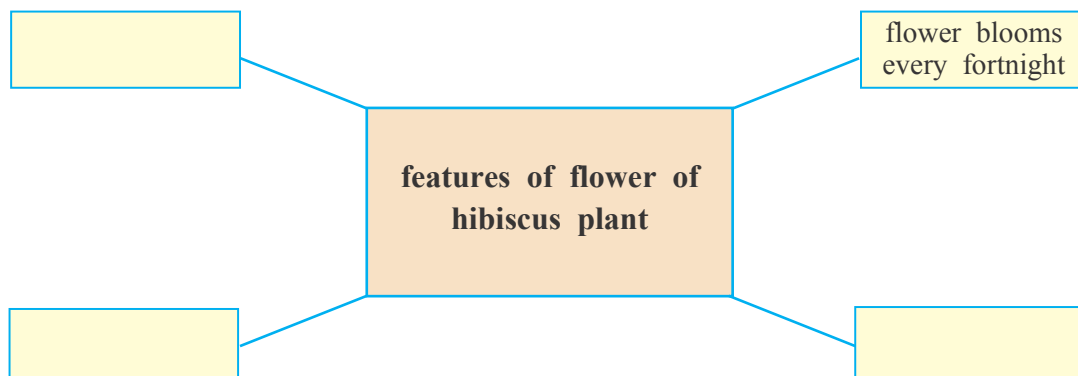 flower blooms
every fortnight
features of flower of
hibiscus plant